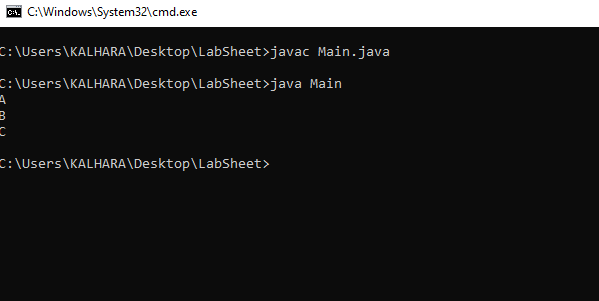 C:\Windows\System32\cmd.exe
C:\Users\KALHARA\Desktop\LabSheet>javac Main.java
C:\Users\KALHARA\Desktop\LabSheet>java Main
A
B
C
C:\Users\KALHARA\Desktop\LabSheet>